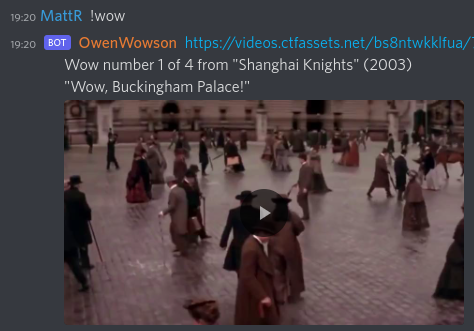 19:20 MattR !wow
19:20 BOT OwenWowson https://videos.ctfassets.net/bs8ntwkklfua/
Wow number 1 of 4 from "Shanghai Knights" (2003)
"Wow, Buckingham Palace!"